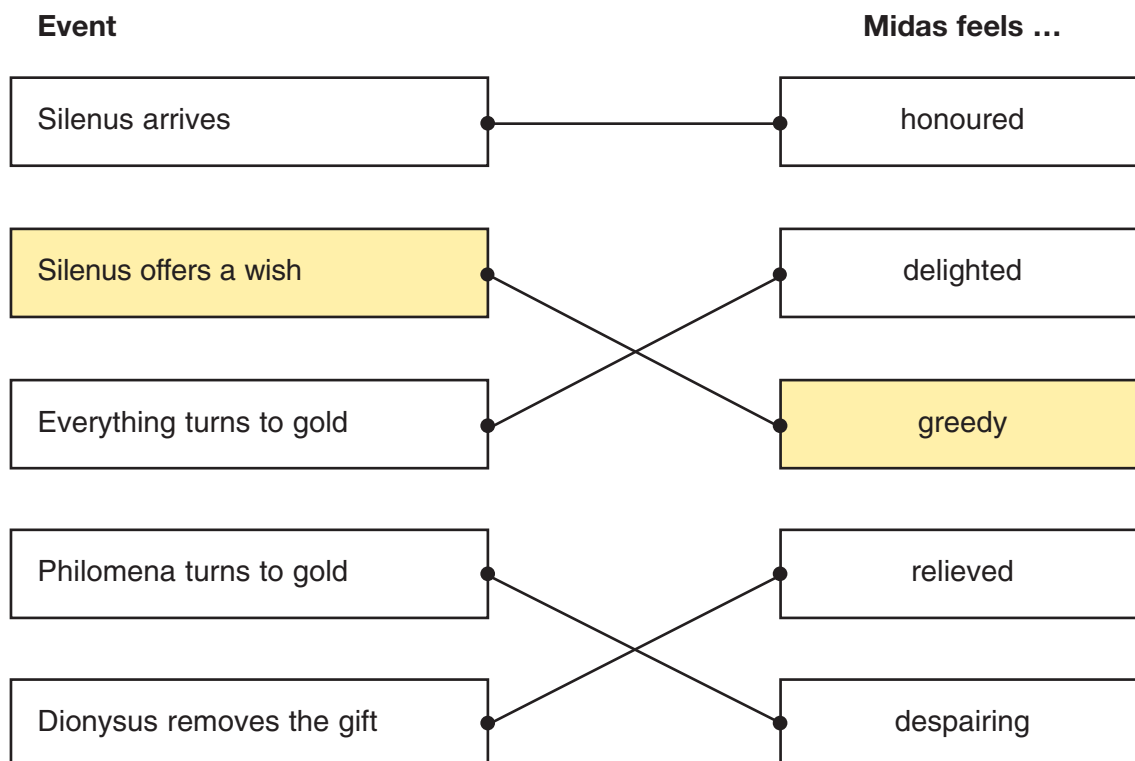 Event
Midas feels …
Silenus arrives
honoured
Silenus offers a wish
delighted
Everything turns to gold
greedy
Philomena turns to gold
relieved
Dionysus removes the gift
despairing